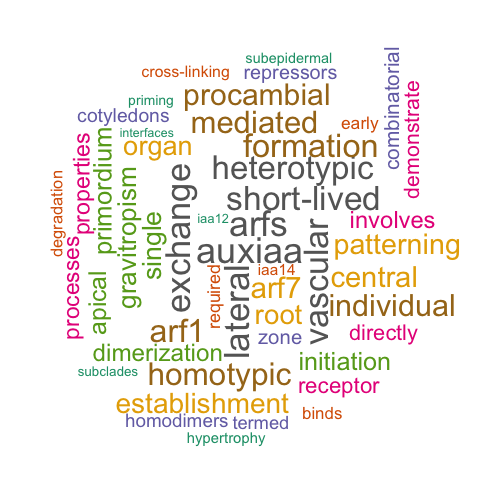 subepidermal
cross-linking
repressors
combinatorial
priming
procambial
demonstrate
cotyledons
mediated
early
interfaces
organ
formation
properties
primordium
degradation
heterotypic
gravitropism
single
exchange
short-lived
iaa12
arfs
involves
processes
apical
auxiaa
vascular
patterning
required
lateral
iaa14
arf7
central
individual
arf1
root
zone
directly
dimerization
initiation
subclades
homotypic
receptor
establishment
binds
homodimers
termed
hypertrophy